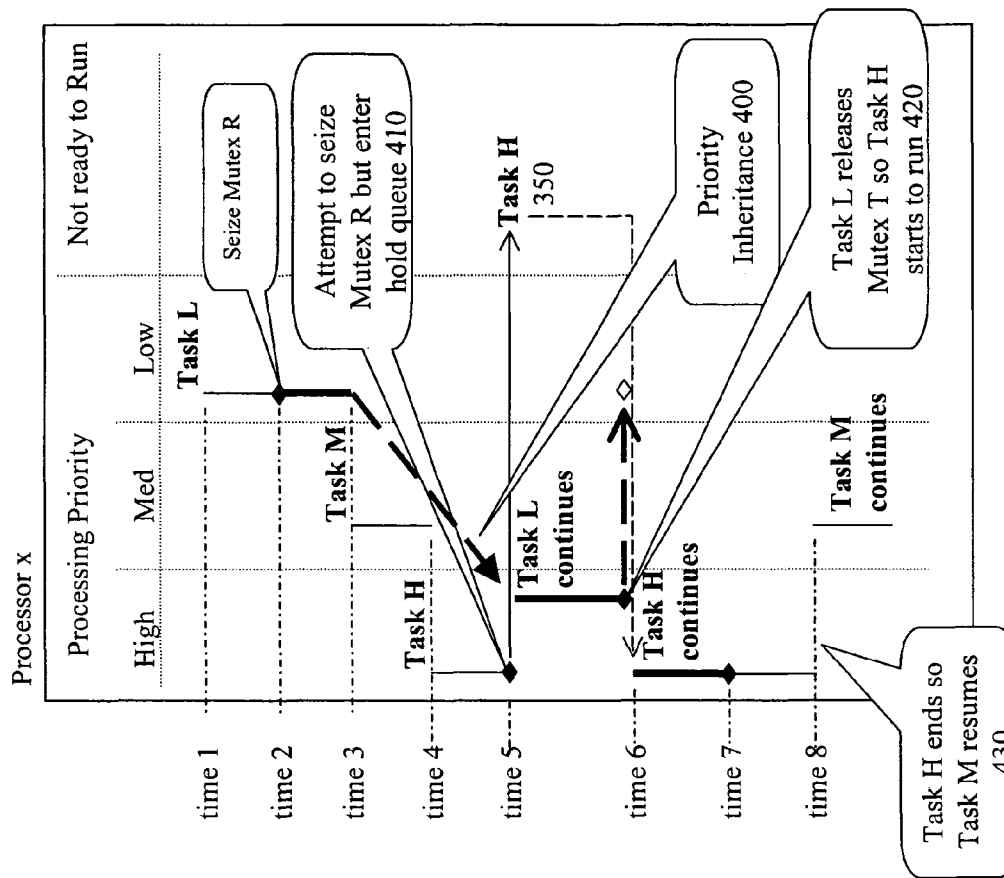 Processor x
Processing Priority
Not ready to Run
High
Med
Low
time 1
time 2
time 3
time 4
time 5
time 6
time 7
time 8
Task L
Seize Mutex R
Task M
Attempt to seize
Mutex R but enter
hold queue 410
Task H
Task H
350
Task L
continues
Priority
Inheritance 400
Task H
continues
Task L releases
Mutex T so Task H
starts to run 420
Task M
continues
Task H ends so
Task M resumes
430